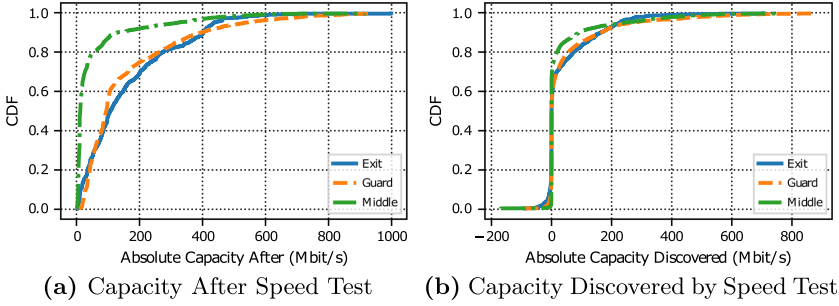 1.0
0.8
0.6
0.4
0.2
0.0
CDF
0 200 400 600 800 1000
Absolute Capacity After (Mbit/s)
Exit
Guard
Middle
(a) Capacity After Speed Test
1.0
0.8
0.6
0.4
0.2
0.0
CDF
−200 0 200 400 600 800
Absolute Capacity Discovered (Mbit/s)
Exit
Guard
Middle
(b) Capacity Discovered by Speed Test